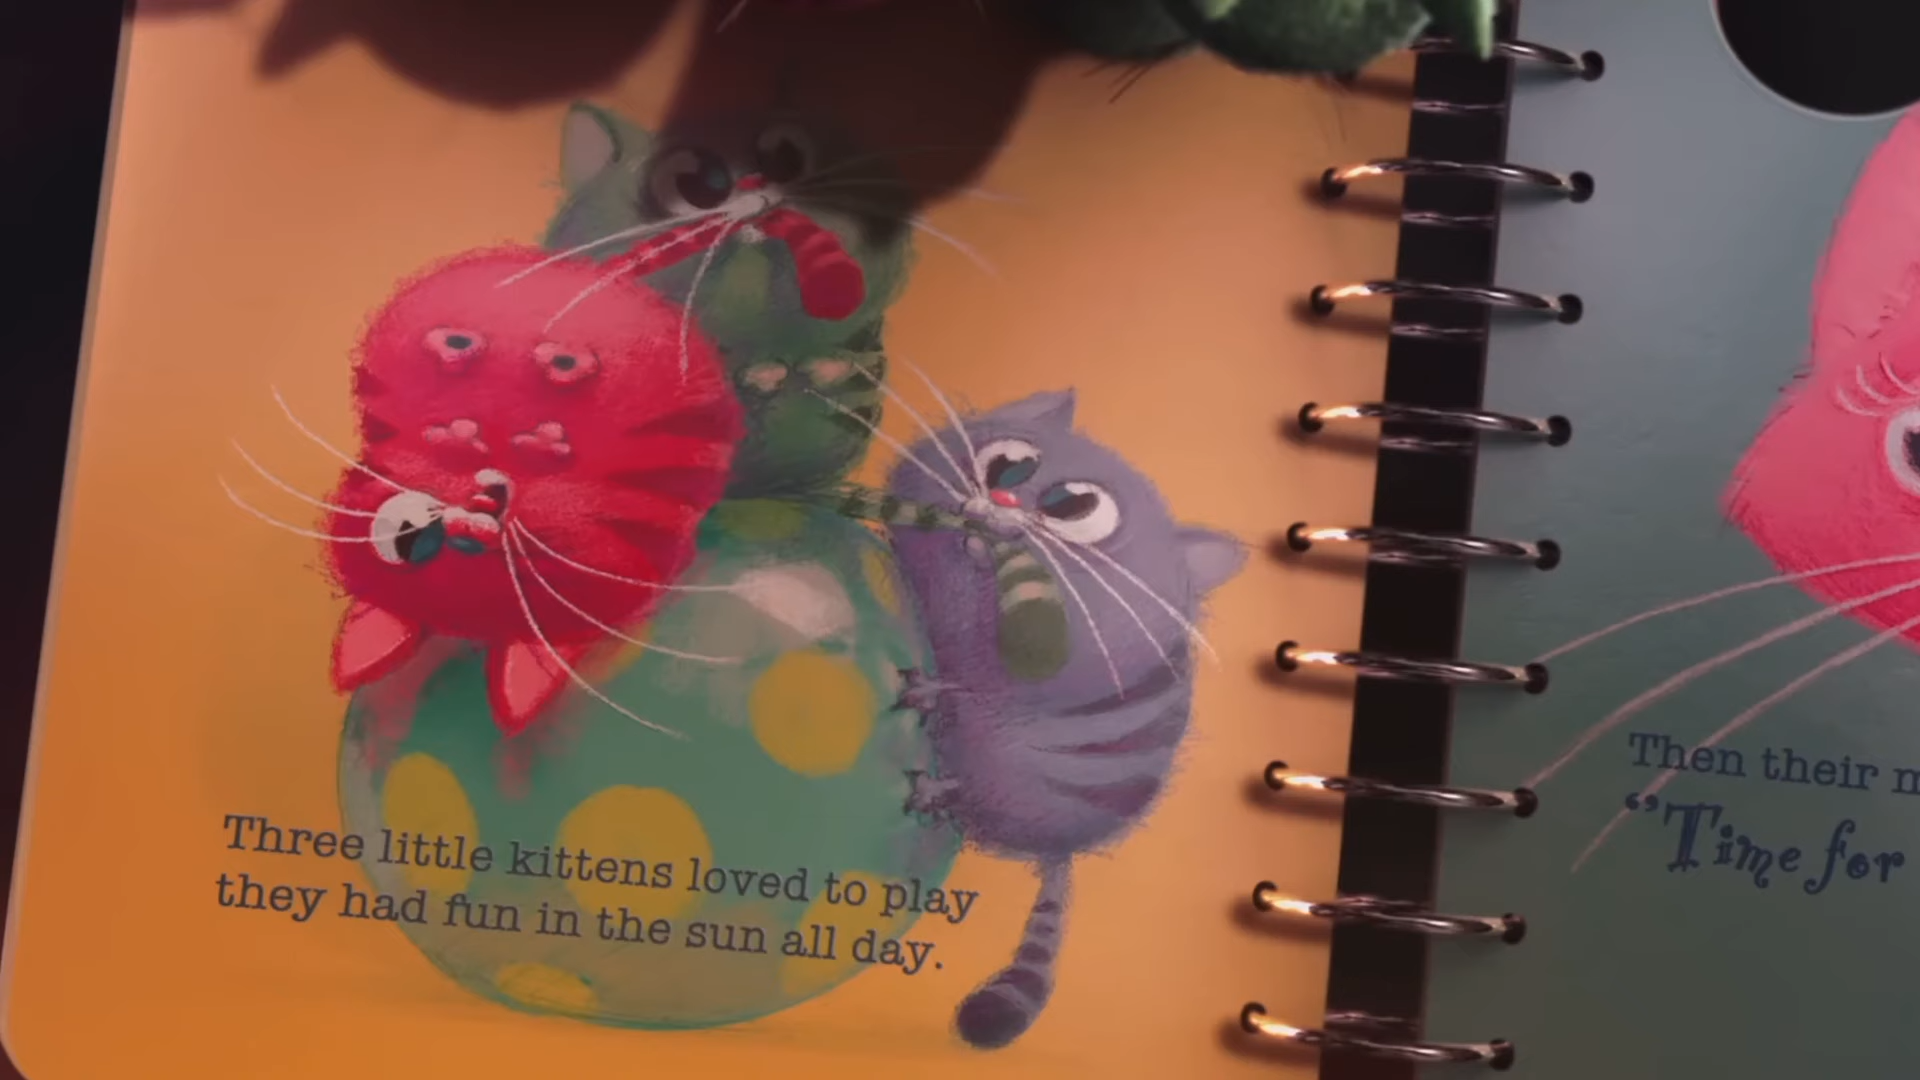 Three little kittens loved to play
they had fun in the sun all day.
Then their
“Time for